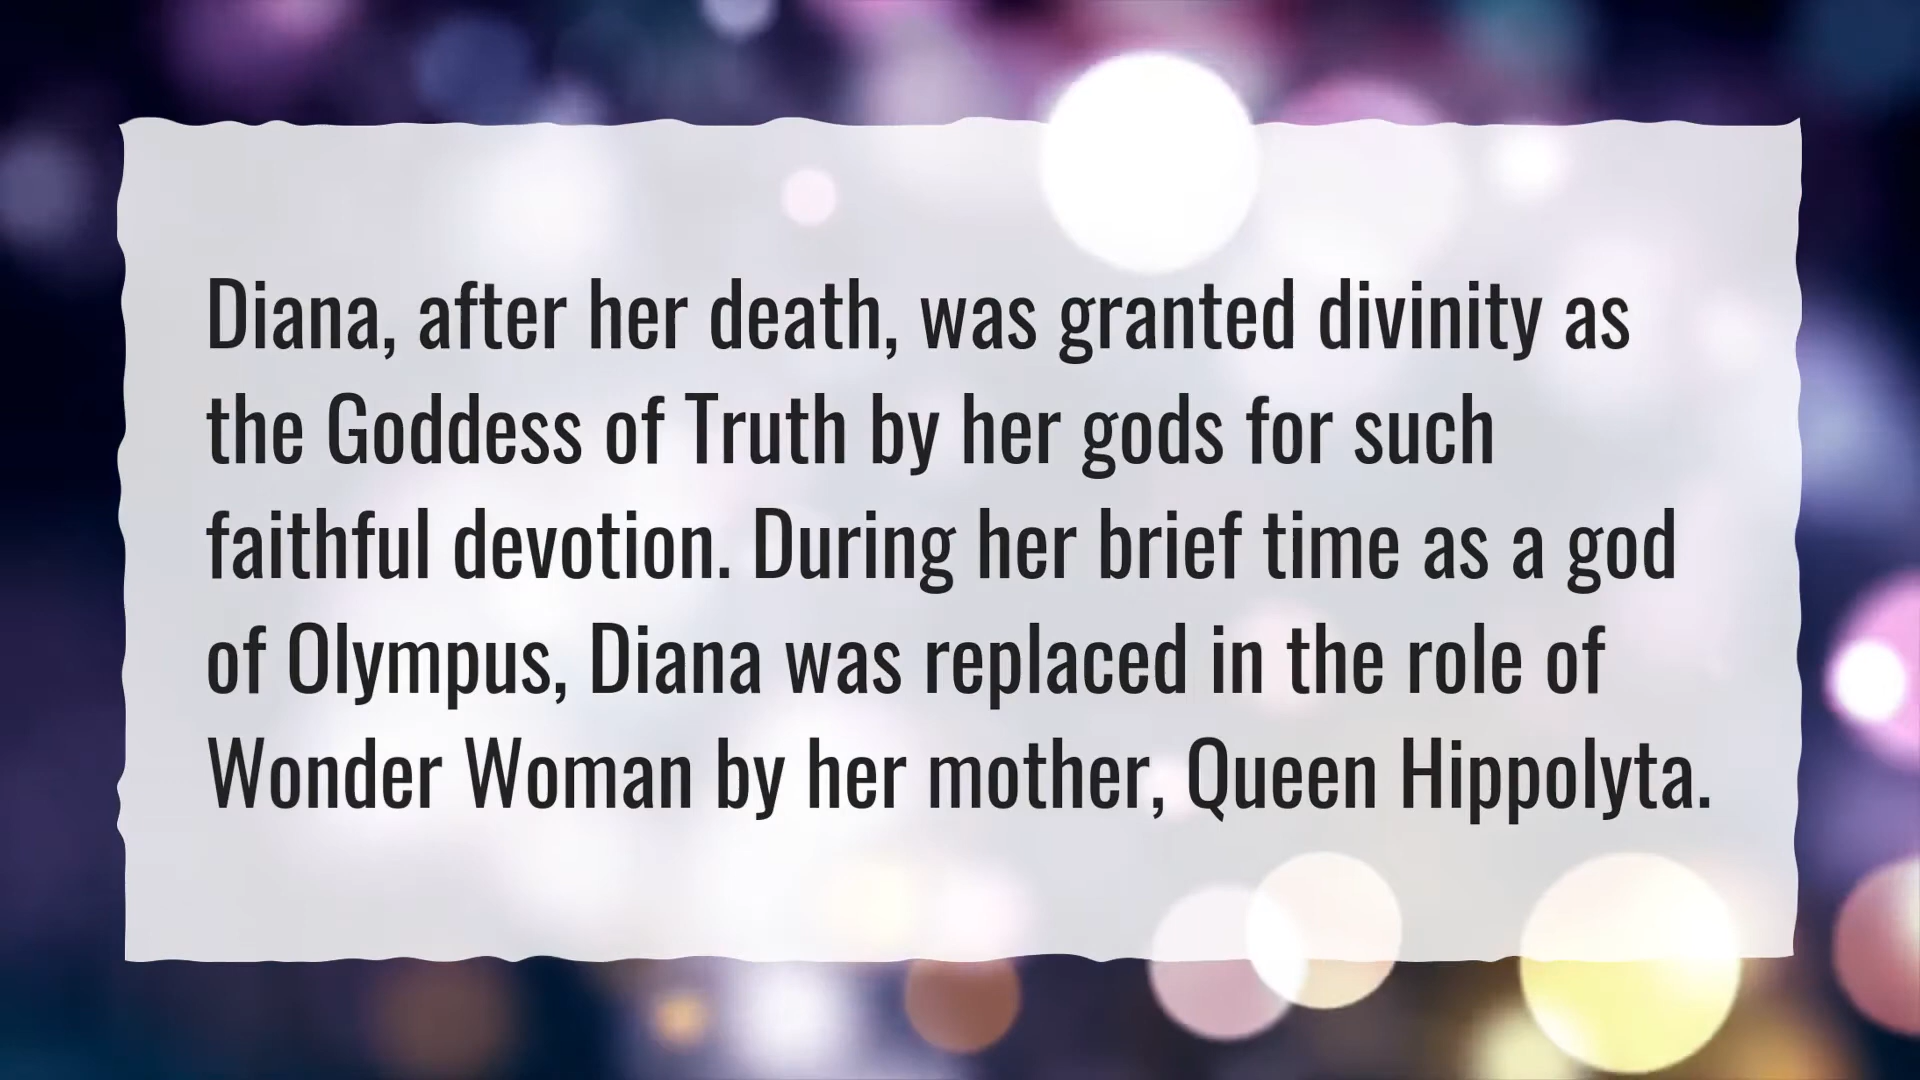 Diana, after her death, was granted divinity as
the Goddess of Truth by her gods for such
faithful devotion. During her brief time as a god
of Olympus, Diana was replaced in the role of
Wonder Woman by her mother, Queen Hippolyta.